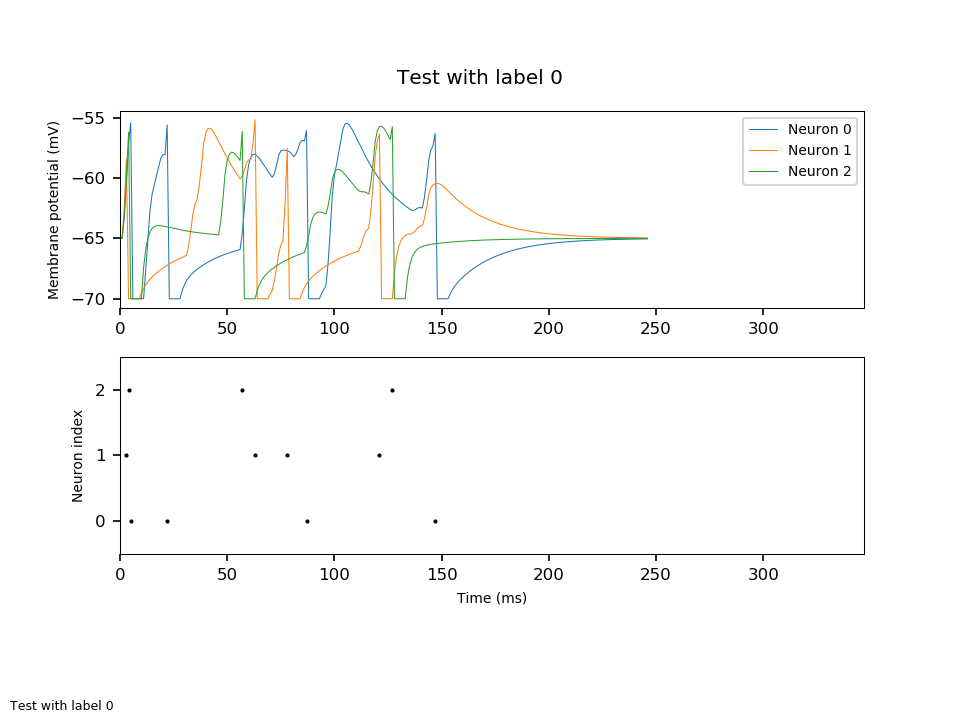 Test with label 0
Membrane potential (mV)
-55
-60
-65
-70
Neuron 0
Neuron 1
Neuron 2
0 50 100 150 200 250 300
Neuron index
2
1
0
0 50 100 150 200 250 300
Time (ms)
Test with label 0